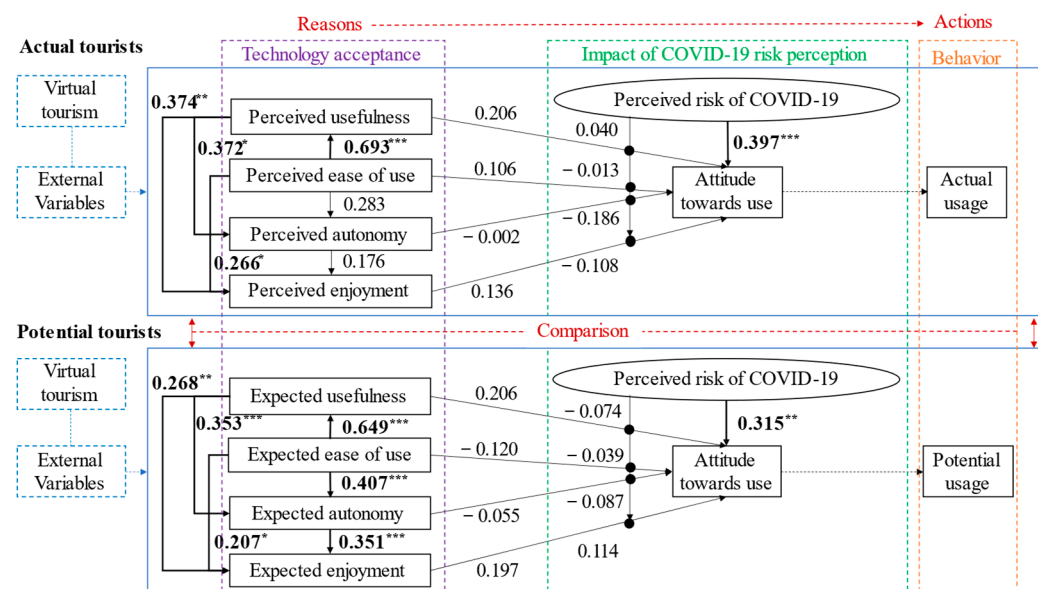 Reasons
Actions
Actual tourists
Technology acceptance
Impact of COVID-19 risk perception
Behavior
Virtual
tourism
External
Variables
0.374**
0.372*
0.266*
Perceived usefulness
0.693***
Perceived ease of use
0.283
Perceived autonomy
0.176
Perceived enjoyment
0.206
0.106
− 0.002
0.136
Perceived risk of COVID-19
0.040
− 0.013
− 0.186
− 0.108
0.397***
Attitude
towards use
Actual
usage
Potential tourists
Comparison
Virtual
tourism
External
Variables
0.268**
0.353***
0.207*
Expected usefulness
0.649***
Expected ease of use
0.407***
Expected autonomy
0.351***
Expected enjoyment
0.206
− 0.120
− 0.055
0.197
Perceived risk of COVID-19
− 0.074
− 0.039
− 0.087
0.114
0.315**
Attitude
towards use
Potential
usage